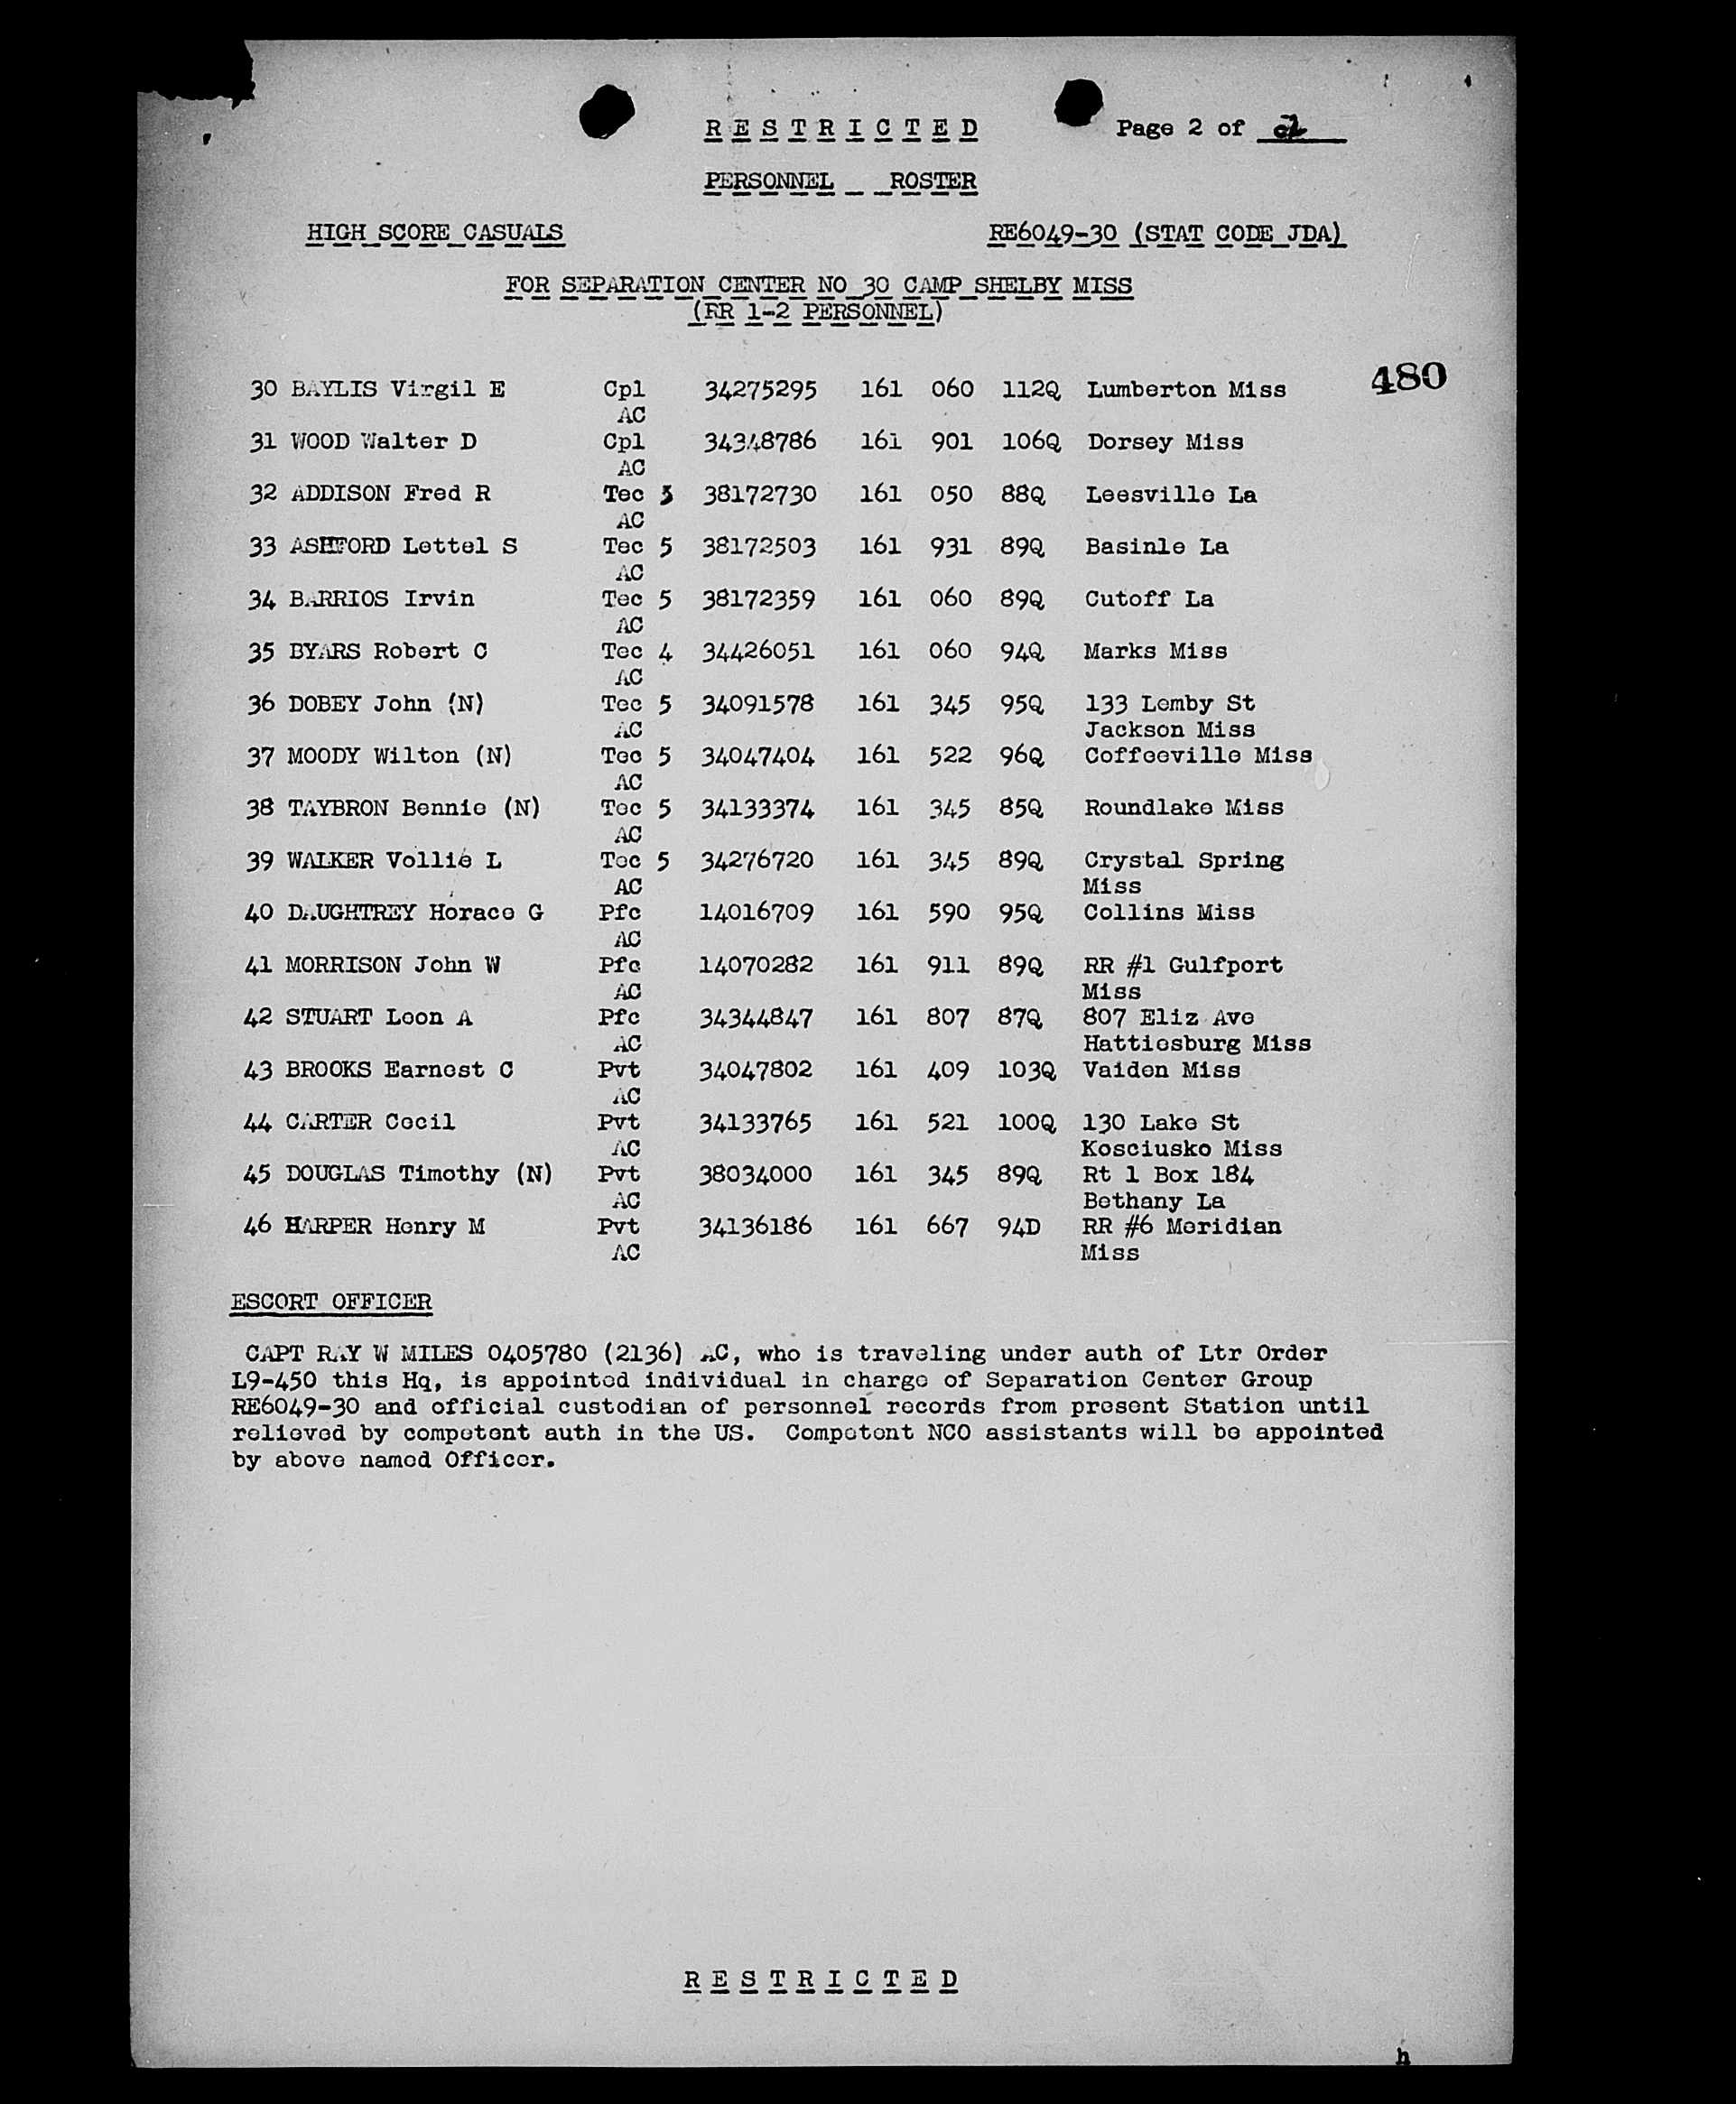 RESTRICTED Page 2 of 2
PERSONNEL ROSTER
HIGH SCORE CASUALS RE6049-30 (STAT CODE JDA)
FOR SEPARATION CENTER NO 30 CAMP SHELBY MISS
(RR 1-2 PERSONNEL)
480
30 BAYLIS Virgil E Cpl 34275295 161 060 112Q Lumberton Miss
AC
31 WOOD Walter D Cpl 34348786 161 901 106Q Dorsey Miss
AC
32 ADDISON Fred R Tec 3 38172730 161 050 88Q Leesville La
AC
33 ASHFORD Lettel S Tec 5 38172503 161 931 89Q Basinle La
AC
34 BARRIOS Irvin Tec 5 38172359 161 060 89Q Cutoff La
AC
35 BYARS Robert C Tec 4 34426051 161 060 94Q Marks Miss
AC
36 DOBEY John (N) Tec 5 34091578 161 345 95Q 133 Lemby St
AC Jackson Miss
37 MOODY Wilton (N) Tec 5 34047404 161 522 96Q Coffeeville Miss
AC
38 TAYBRON Bennie (N) Tec 5 34133374 161 345 85Q Roundlake Miss
AC
39 WALKER Vollie L Tec 5 34276720 161 345 89Q Crystal Spring
AC Miss
40 DAUGHTREY Horace G Pfc 14016709 161 590 95Q Collins Miss
AC
41 MORRISON John W Pfc 14070282 161 911 89Q RR #1 Gulfport
AC Miss
42 STUART Leon A Pfc 34344847 161 807 87Q 807 Eliz Ave
AC Hattiesburg Miss
43 BROOKS Earnest C Pvt 34047802 161 409 103Q Vaiden Miss
AC
44 CARTER Cecil Pvt 34133765 161 521 100Q 130 Lake St
AC Kosciusko Miss
45 DOUGLAS Timothy (N) Pvt 38034000 161 345 89Q Rt 1 Box 184
AC Bethany La
46 HARPER Henry M Pvt 34136186 161 667 94D RR #6 Meridian
AC Miss
ESCORT OFFICER
CAPT RAY W MILES 0405780 (2136) AC, who is traveling under auth of Ltr Order
L9-450 this Hq, is appointed individual in charge of Separation Center Group
RE6049-30 and official custodian of personnel records from present Station until
relieved by competent auth in the US. Competent NCO assistants will be appointed
by above named Officer.
RESTRICTED
h